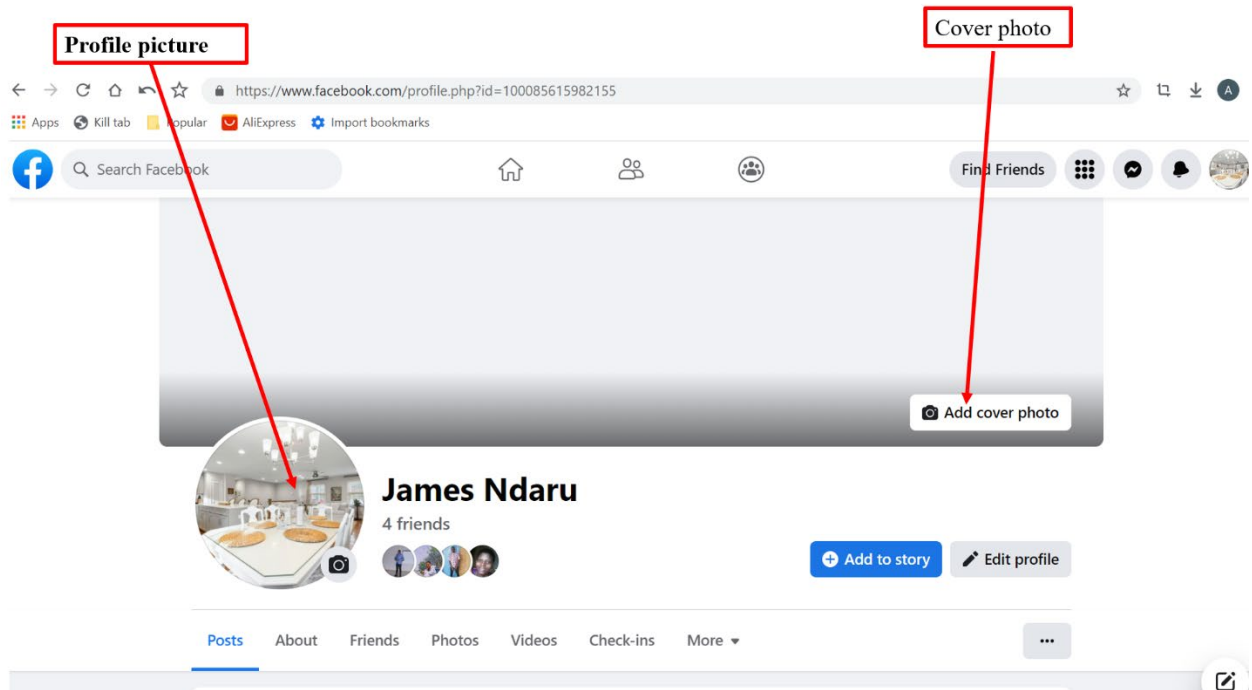 Cover photo
Profile picture
https://www.facebook.com/profile.php?id=100085615982155
A
Apps Kill tab Popular AliExpress Import bookmarks
Search Facebook
Find Friends
Add cover photo
James Ndaru
4 friends
Add to story Edit profile
Posts About Friends Photos Videos Check-ins More